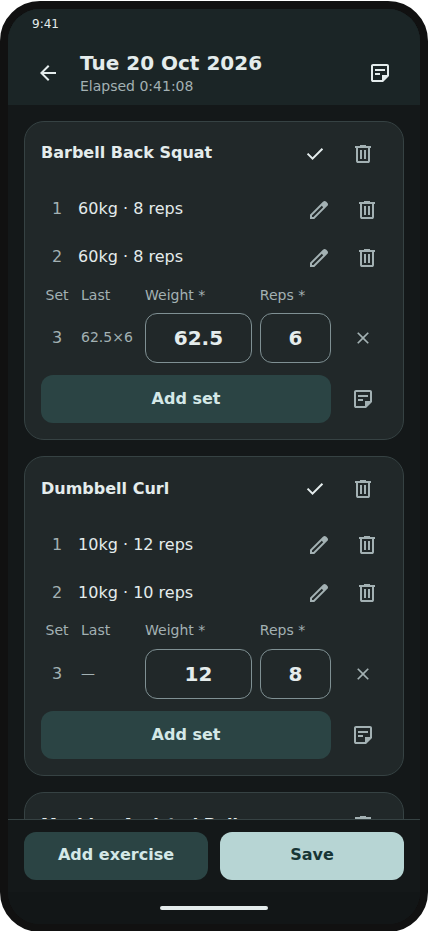 9:41
Tue 20 Oct 2026
Elapsed 0:41:08
Barbell Back Squat
1 60kg · 8 reps
2 60kg · 8 reps
Set Last Weight * Reps *
3 62.5×6 62.5 6
Add set
Dumbbell Curl
1 10kg · 12 reps
2 10kg · 10 reps
Set Last Weight * Reps *
3 — 12 8
Add set
Add exercise Save